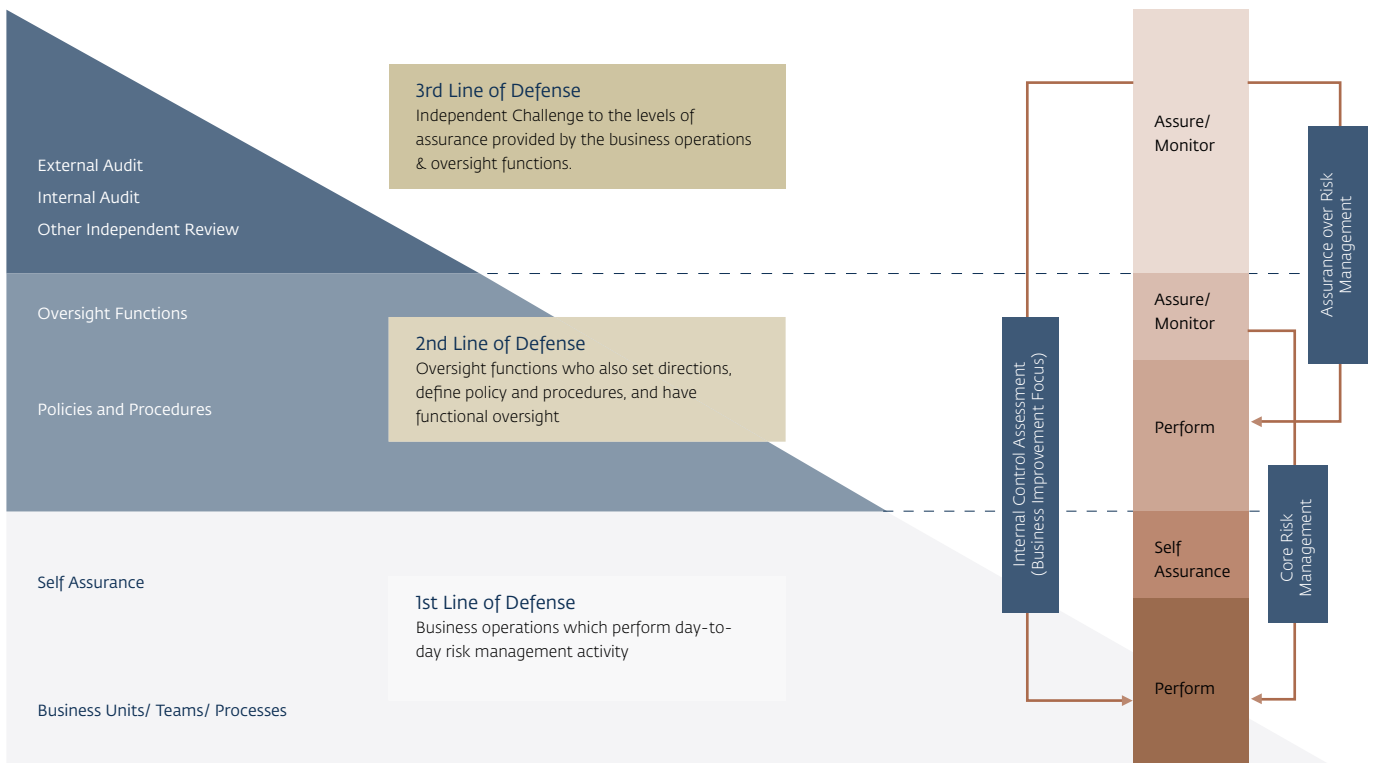 3rd Line of Defense
Independent Challenge to the levels of
assurance provided by the business operations
& oversight functions.
External Audit
Internal Audit
Other Independent Review
Oversight Functions
2nd Line of Defense
Oversight functions who also set directions,
define policy and procedures, and have
functional oversight
Policies and Procedures
Self Assurance
1st Line of Defense
Business operations which perform day-to-
day risk management activity
Business Units/ Teams/ Processes
Internal Control Assessment
(Business Improvement Focus)
Assure/
Monitor
Assure/
Monitor
Perform
Self
Assurance
Perform
Assurance over Risk
Management
Core Risk
Management